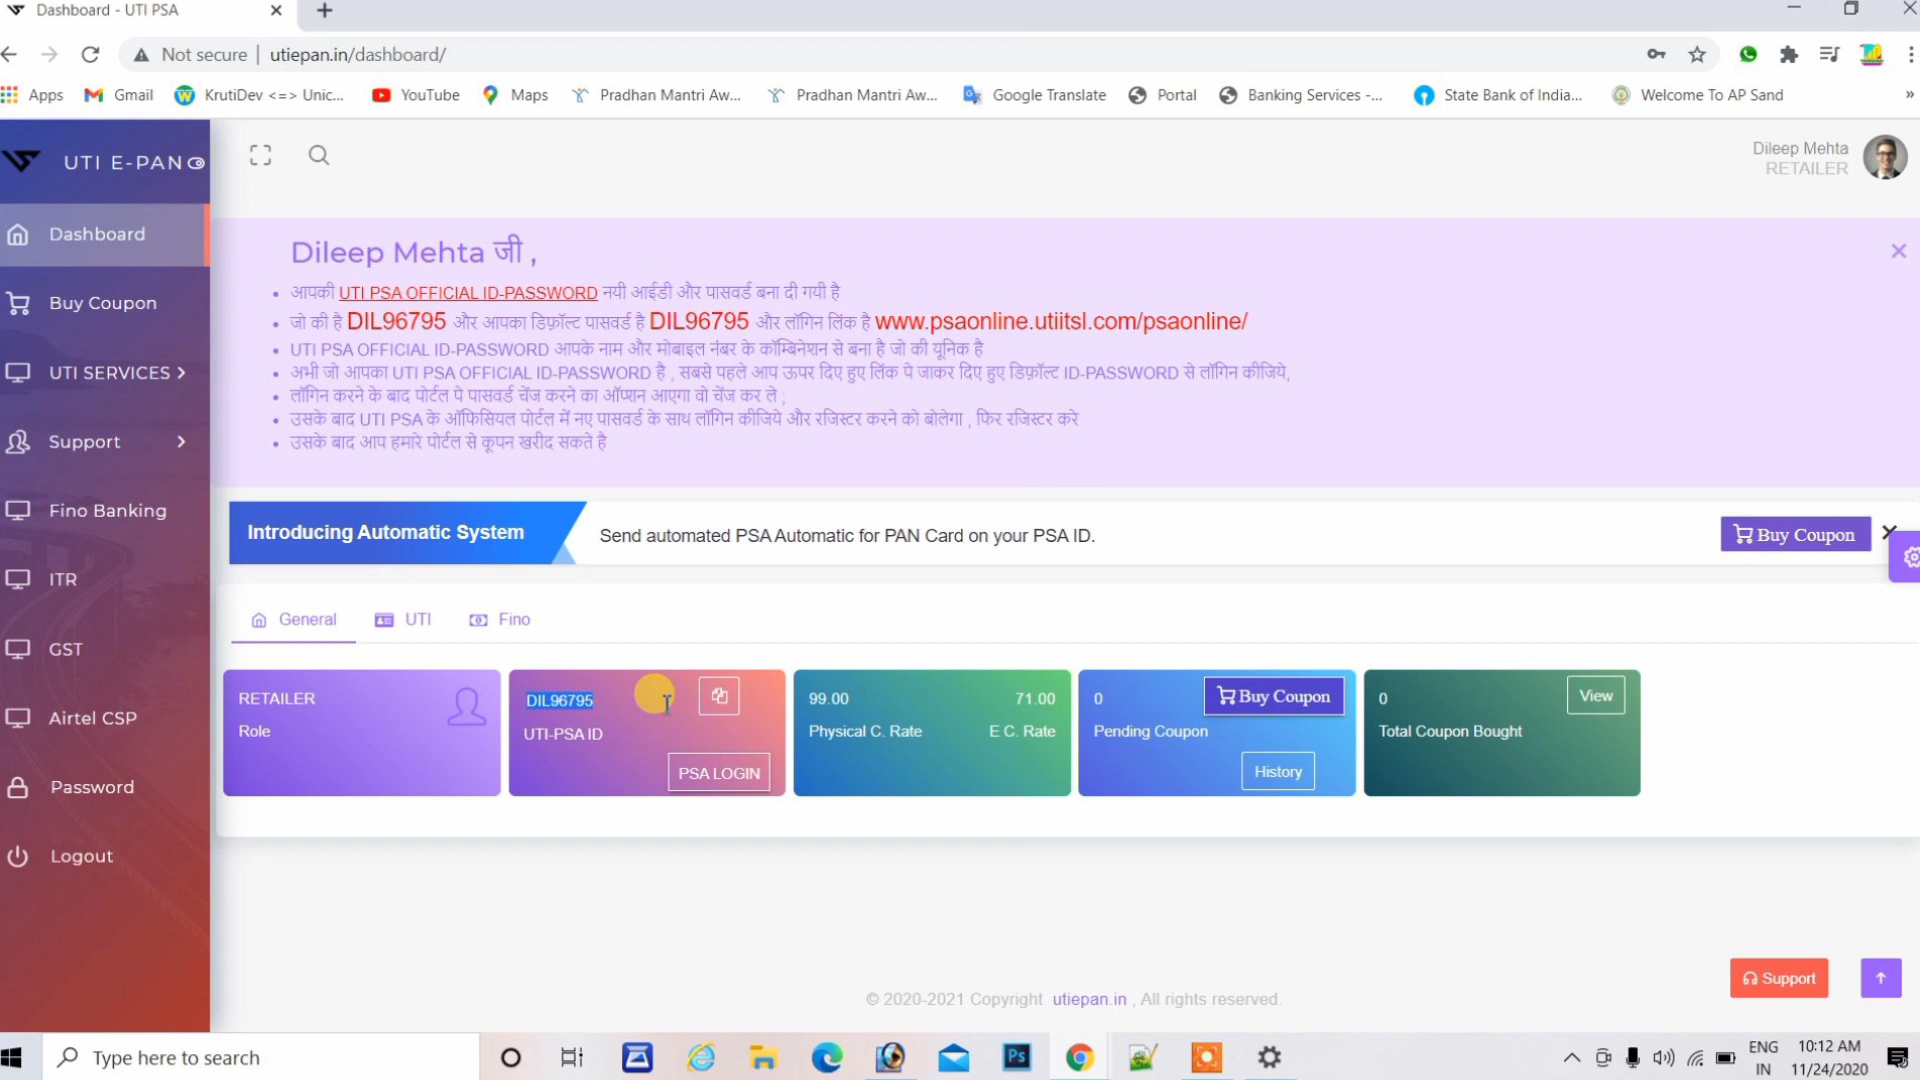 Dashboard - UTI PSA
Not secure | utiepan.in/dashboard/
Apps Gmail KrutiDev <=> Unic... YouTube Maps Pradhan Mantri Aw... Pradhan Mantri Aw... Google Translate Portal Banking Services -... State Bank of India... Welcome To AP Sand »
UTI E-PAN
Dileep Mehta
RETAILER
Dashboard
Buy Coupon
UTI SERVICES
Support
Fino Banking
ITR
GST
Airtel CSP
Password
Logout
Dileep Mehta जी ,
आपकी UTI PSA OFFICIAL ID-PASSWORD नयी आईडी और पासवर्ड बना दी गयी है
जो की है DIL96795 और आपका डिफ़ॉल्ट पासवर्ड है DIL96795 और लॉगिन लिंक है www.psaonline.utiitsl.com/psaonline/
UTI PSA OFFICIAL ID-PASSWORD आपके नाम और मोबाइल नंबर के कॉम्बिनेशन से बना है जो की यूनिक है
अभी जो आपका UTI PSA OFFICIAL ID-PASSWORD है , सबसे पहले आप ऊपर दिए हुए लिंक पे जाकर दिए हुए डिफ़ॉल्ट ID-PASSWORD से लॉगिन कीजिये,
लॉगिन करने के बाद पोर्टल पे पासवर्ड चेंज करने का ऑप्शन आएगा वो चेंज कर ले ;
उसके बाद UTI PSA के ऑफिसियल पोर्टल में नए पासवर्ड के साथ लॉगिन कीजिये और रजिस्टर करने को बोलेगा , फिर रजिस्टर करे
उसके बाद आप हमारे पोर्टल से कूपन खरीद सकते है
Introducing Automatic System Send automated PSA Automatic for PAN Card on your PSA ID. Buy Coupon
General UTI Fino
RETAILER
Role
DIL96795
UTI-PSA ID
PSA LOGIN
99.00 71.00
Physical C. Rate E C. Rate
0 Buy Coupon
Pending Coupon
History
0 View
Total Coupon Bought
Support
© 2020-2021 Copyright utiepan.in , All rights reserved.
Type here to search
Ps
ENG
IN
10:12 AM
11/24/2020